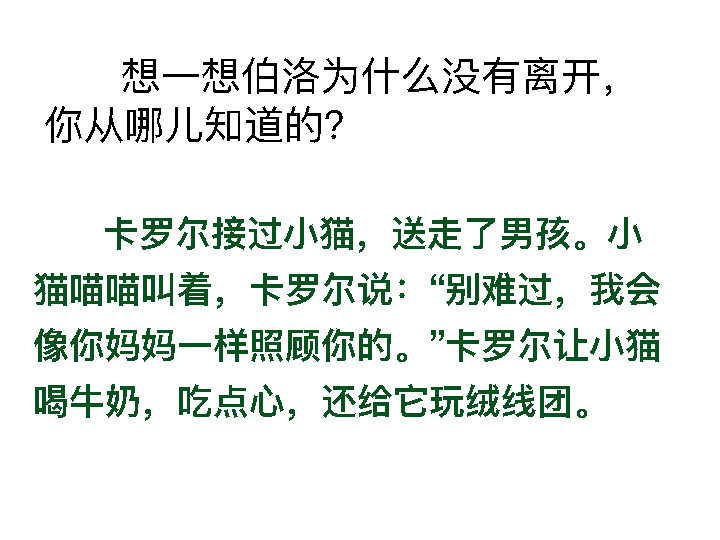 想一想伯洛为什么没有离开，
你从哪儿知道的？
卡罗尔接过小猫，送走了男孩。小
猫喵喵叫着，卡罗尔说：“别难过，我会
像你妈妈一样照顾你的。”卡罗尔让小猫
喝牛奶，吃点心，还给它玩绒线团。